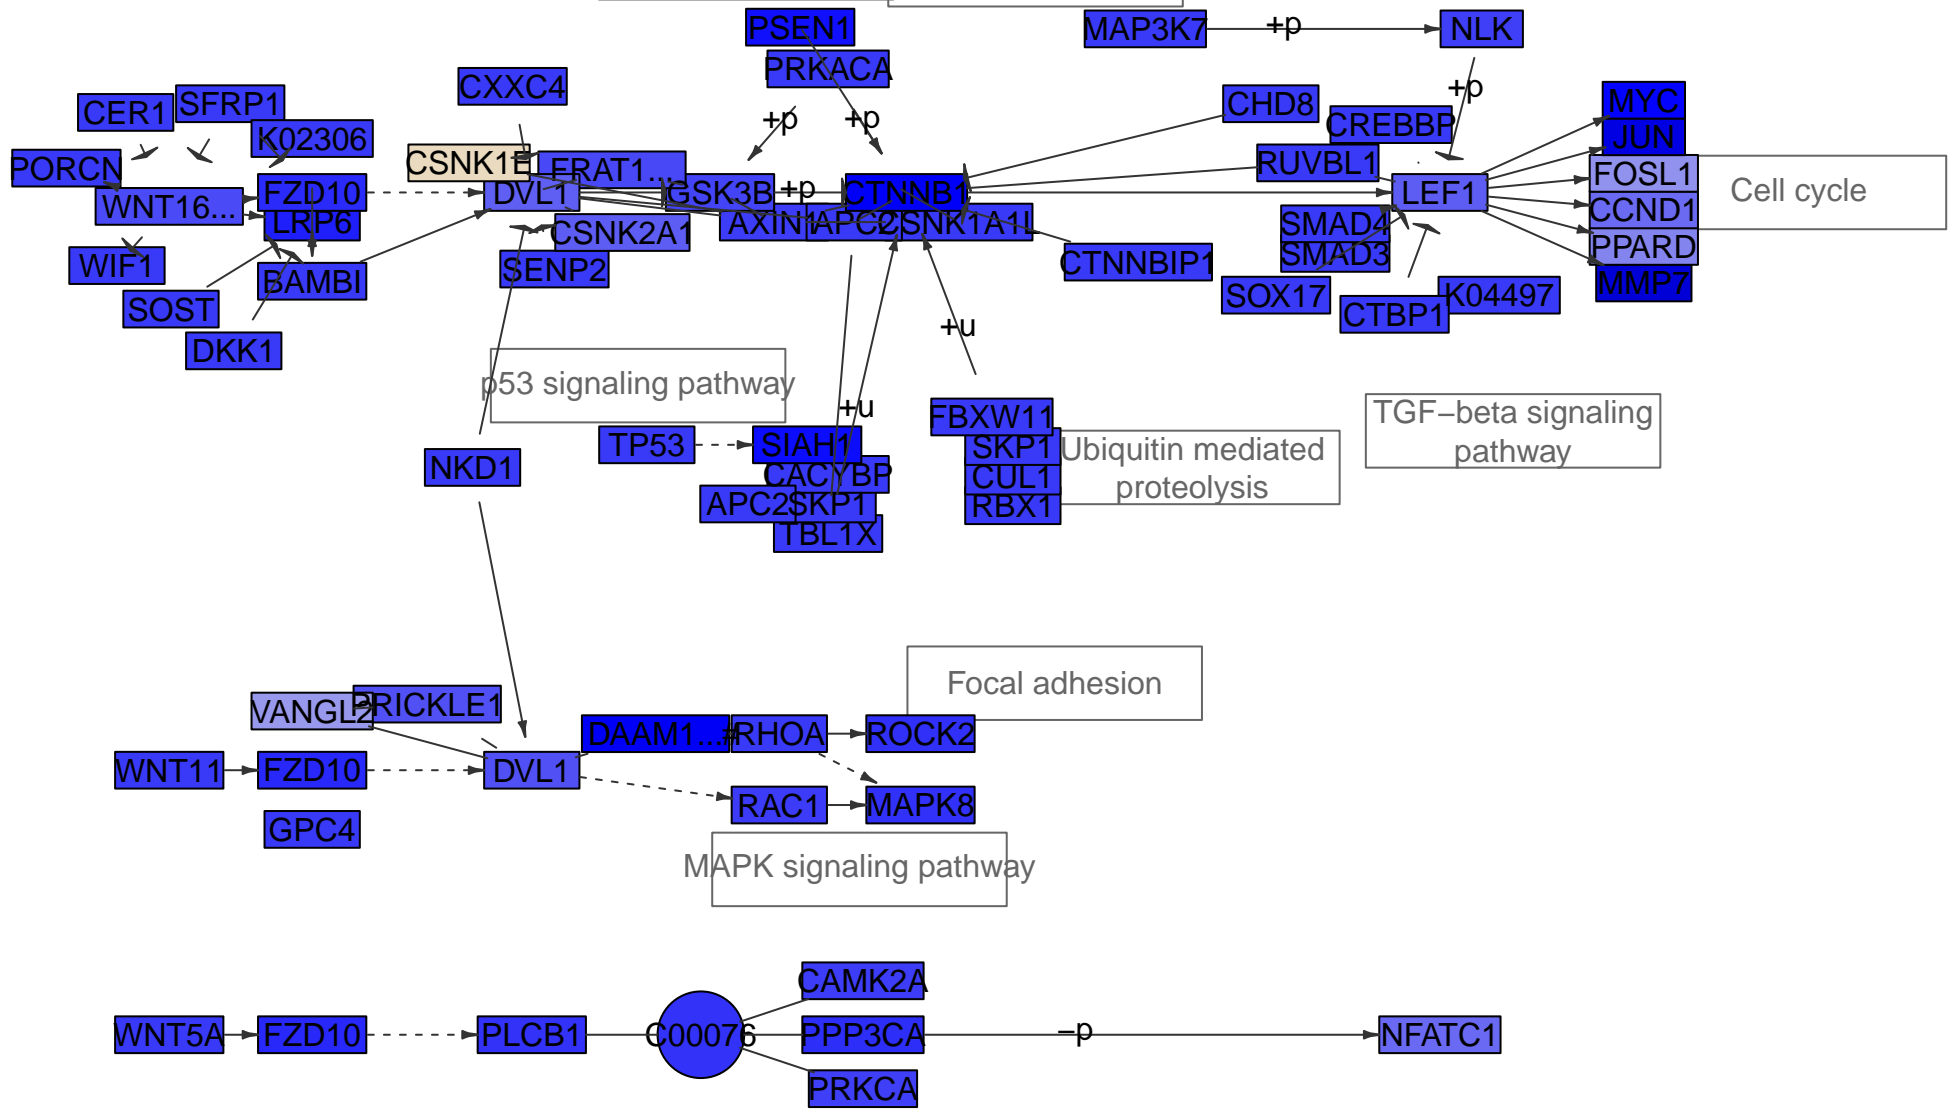 PSEN1
MAP3K7
+p
NLK
PRKACA
CXXC4
CER1
SFRP1
K02306
+p
+p
CHD8
CREBBP
+p
MYC
JUN
PORCN
CSNK1E
FRAT1...
RUVBL1
FOSL1
WNT16...
FZD10
DVL1
GSK3B
+p
CTNNB1
LEF1
CCND1
Cell cycle
LRP6
CSNK2A1
AXIN1
APC2
CSNK1A1L
SMAD4
PPARD
WIF1
BAMBI
SENP2
CTNNBIP1
SMAD3
MMP7
SOST
SOX17
K04497
CTBP1
DKK1
+u
p53 signaling pathway
+u
FBXW11
TGF−beta signaling
pathway
TP53
SIAH1
SKP1
Ubiquitin mediated
proteolysis
NKD1
CACYBP
CUL1
APC2
SKP1
RBX1
TBL1X
Focal adhesion
VANGL2
PRICKLE1
DAAM1...
RHOA
ROCK2
WNT11
FZD10
DVL1
RAC1
MAPK8
GPC4
MAPK signaling pathway
CAMK2A
WNT5A
FZD10
PLCB1
C00076
PPP3CA
−p
NFATC1
PRKCA